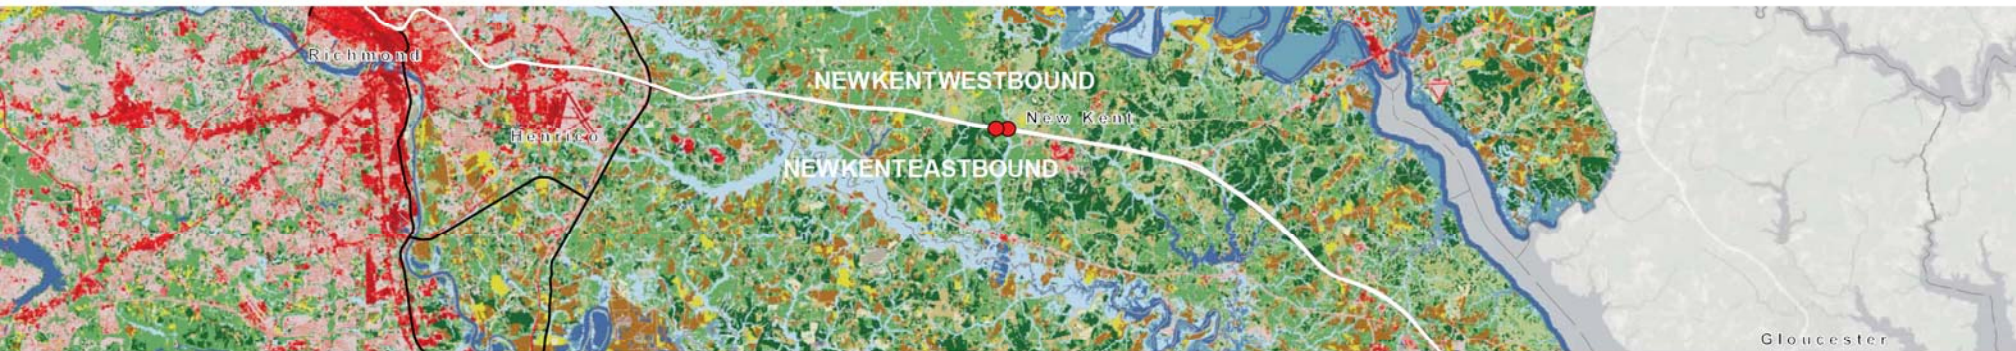 Richmond
NEWKENTWESTBOUND
New Kent
Henrico
NEWKENTEASTBOUND
Gloucester